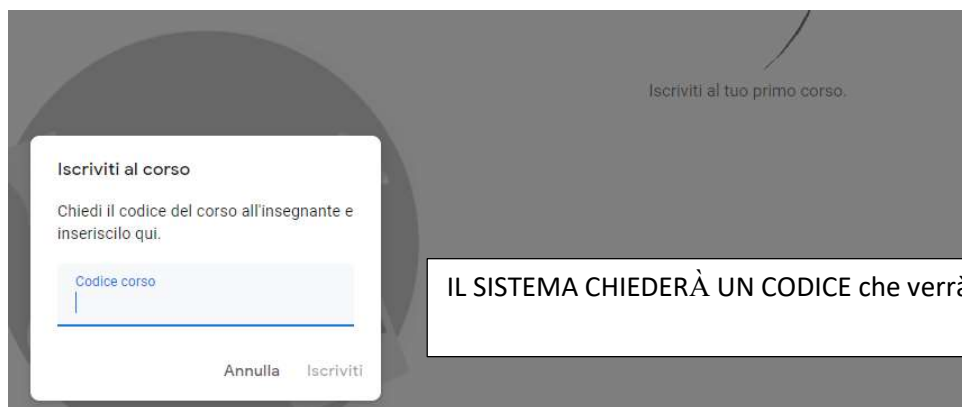 Iscriviti al tuo primo corso.
Iscriviti al corso
Chiedi il codice del corso all'insegnante e
inseriscilo qui.
Codice corso
IL SISTEMA CHIEDERÀ UN CODICE che verrà
Annulla Iscriviti